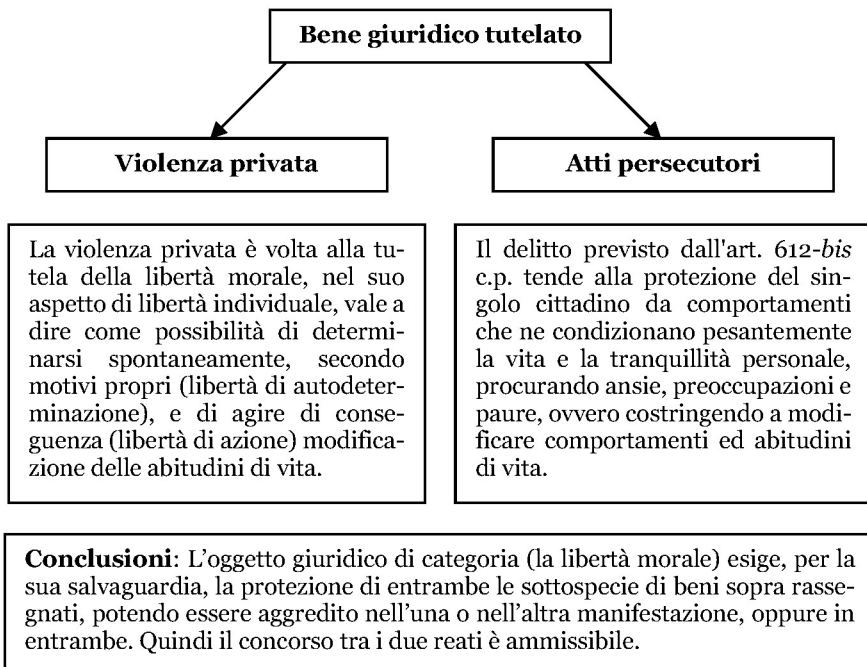 Bene giuridico tutelato
Violenza privata
Atti persecutori
La violenza privata è volta alla tu-
tela della libertà morale, nel suo
aspetto di libertà individuale, vale a
dire come possibilità di determi-
narsi spontaneamente, secondo
motivi propri (libertà di autodeter-
minazione), e di agire di conse-
guenza (libertà di azione) modifica-
zione delle abitudini di vita.
Il delitto previsto dall'art. 612-bis
c.p. tende alla protezione del sin-
golo cittadino da comportamenti
che ne condizionano pesantemente
la vita e la tranquillità personale,
procurando ansie, preoccupazioni e
paure, ovvero costringendo a modi-
ficare comportamenti ed abitudini
di vita.
Conclusioni: L’oggetto giuridico di categoria (la libertà morale) esige, per la
sua salvaguardia, la protezione di entrambe le sottospecie di beni sopra rasse-
gnati, potendo essere aggredito nell’una o nell’altra manifestazione, oppure in
entrambe. Quindi il concorso tra i due reati è ammissibile.